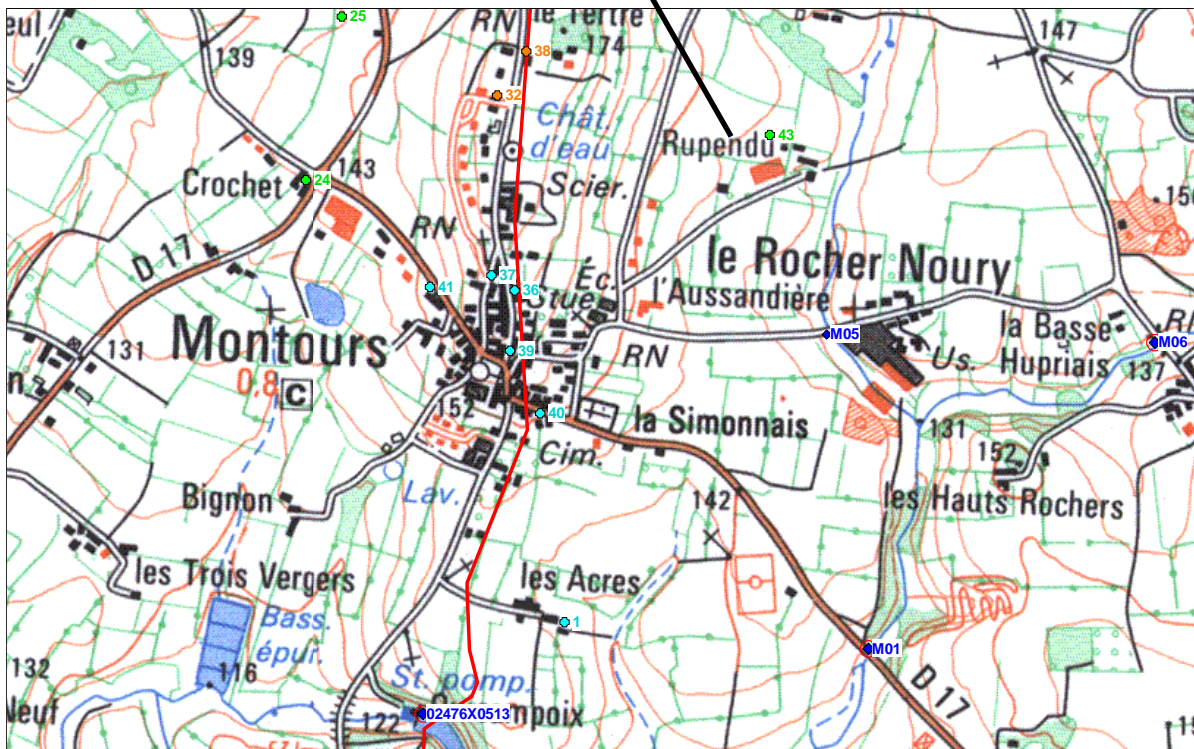 25
RN
38
le Tertre
174
147
eul
139
32
Chât.
d'eau
Rupendu
43
143
Crochet
24
Scier.
150
RN
D 17
le Rocher Noury
37
36
41
Éc.
Stue
l'Aussandière
la Basse
Hupriais
M05
M06
Montours
131
39
RN
Us.
137
n.
0.8
C
152
40
la Simonnais
131
Cim.
152
Lav.
142
les Hauts Rochers
Bignon
les Trois Vergers
les Acres
1
Bass.
épur.
M01
132
116
St. pomp.
D 17
Neuf
122
02476X0513
mpoix